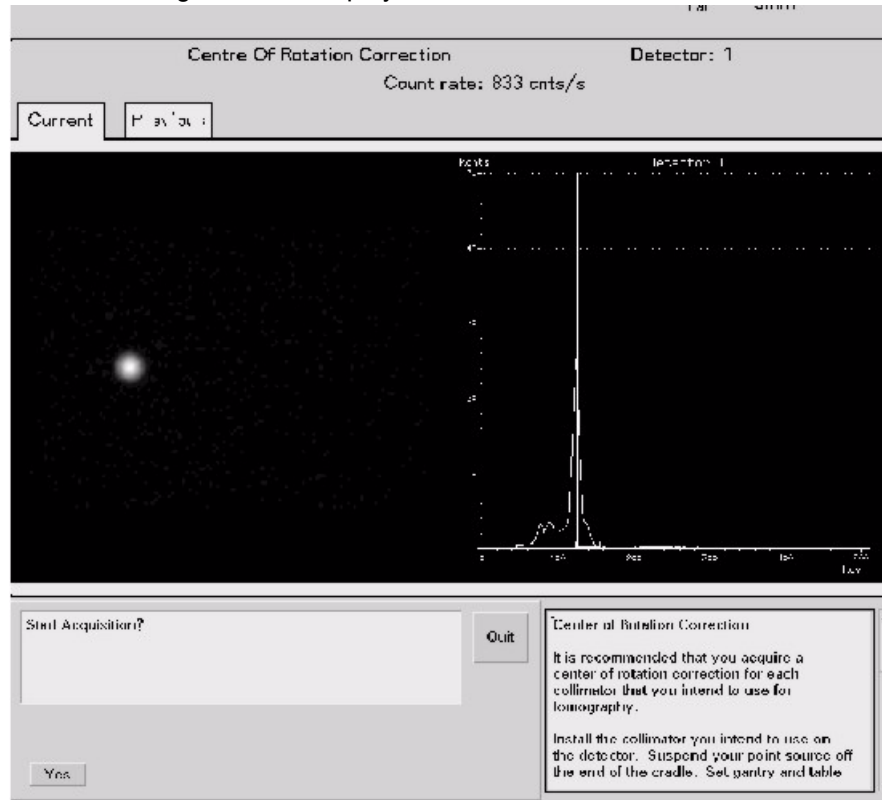 Centre Of Rotation Correction
Detector: 1
Count rate: 833 cnts/s
Current
kcnts
Start Acquisition?
Quit
Yes
Center of Rotation Correction
It is recommended that you acquire a
center of rotation correction for each
collimator that you intend to use for
tomography.
Install the collimator you intend to use on
the detector. Suspend your point source off
the end of the cradle. Set gantry and table